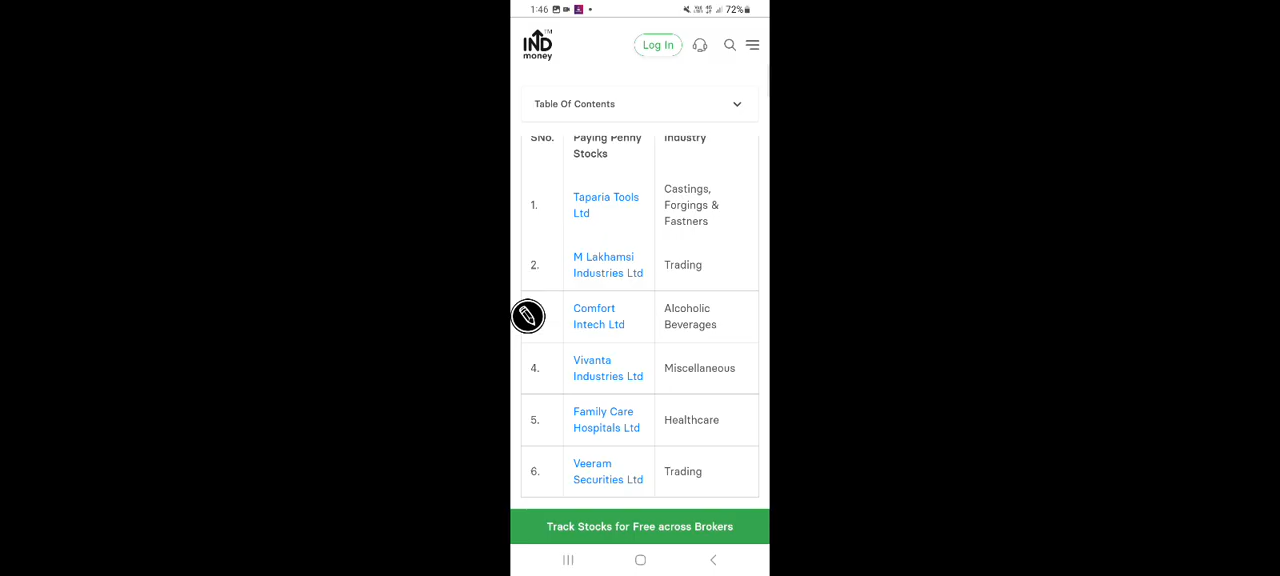 1:46
72%
IND
money
TM
Log In
Table Of Contents
SNo.
Paying Penny
Stocks
Industry
1.
Taparia Tools
Ltd
Castings,
Forgings &
Fastners
2.
M Lakhamsi
Industries Ltd
Trading
Comfort
Intech Ltd
Alcoholic
Beverages
4.
Vivanta
Industries Ltd
Miscellaneous
5.
Family Care
Hospitals Ltd
Healthcare
6.
Veeram
Securities Ltd
Trading
Track Stocks for Free across Brokers